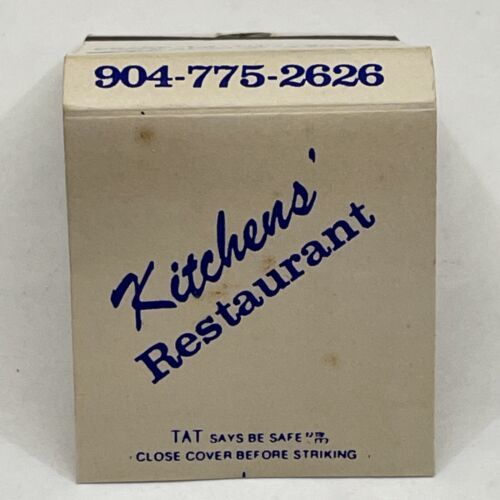 904-775-2626
Kitchens'
Restaurant
TAT SAYS BE SAFE
CLOSE COVER BEFORE STRIKING